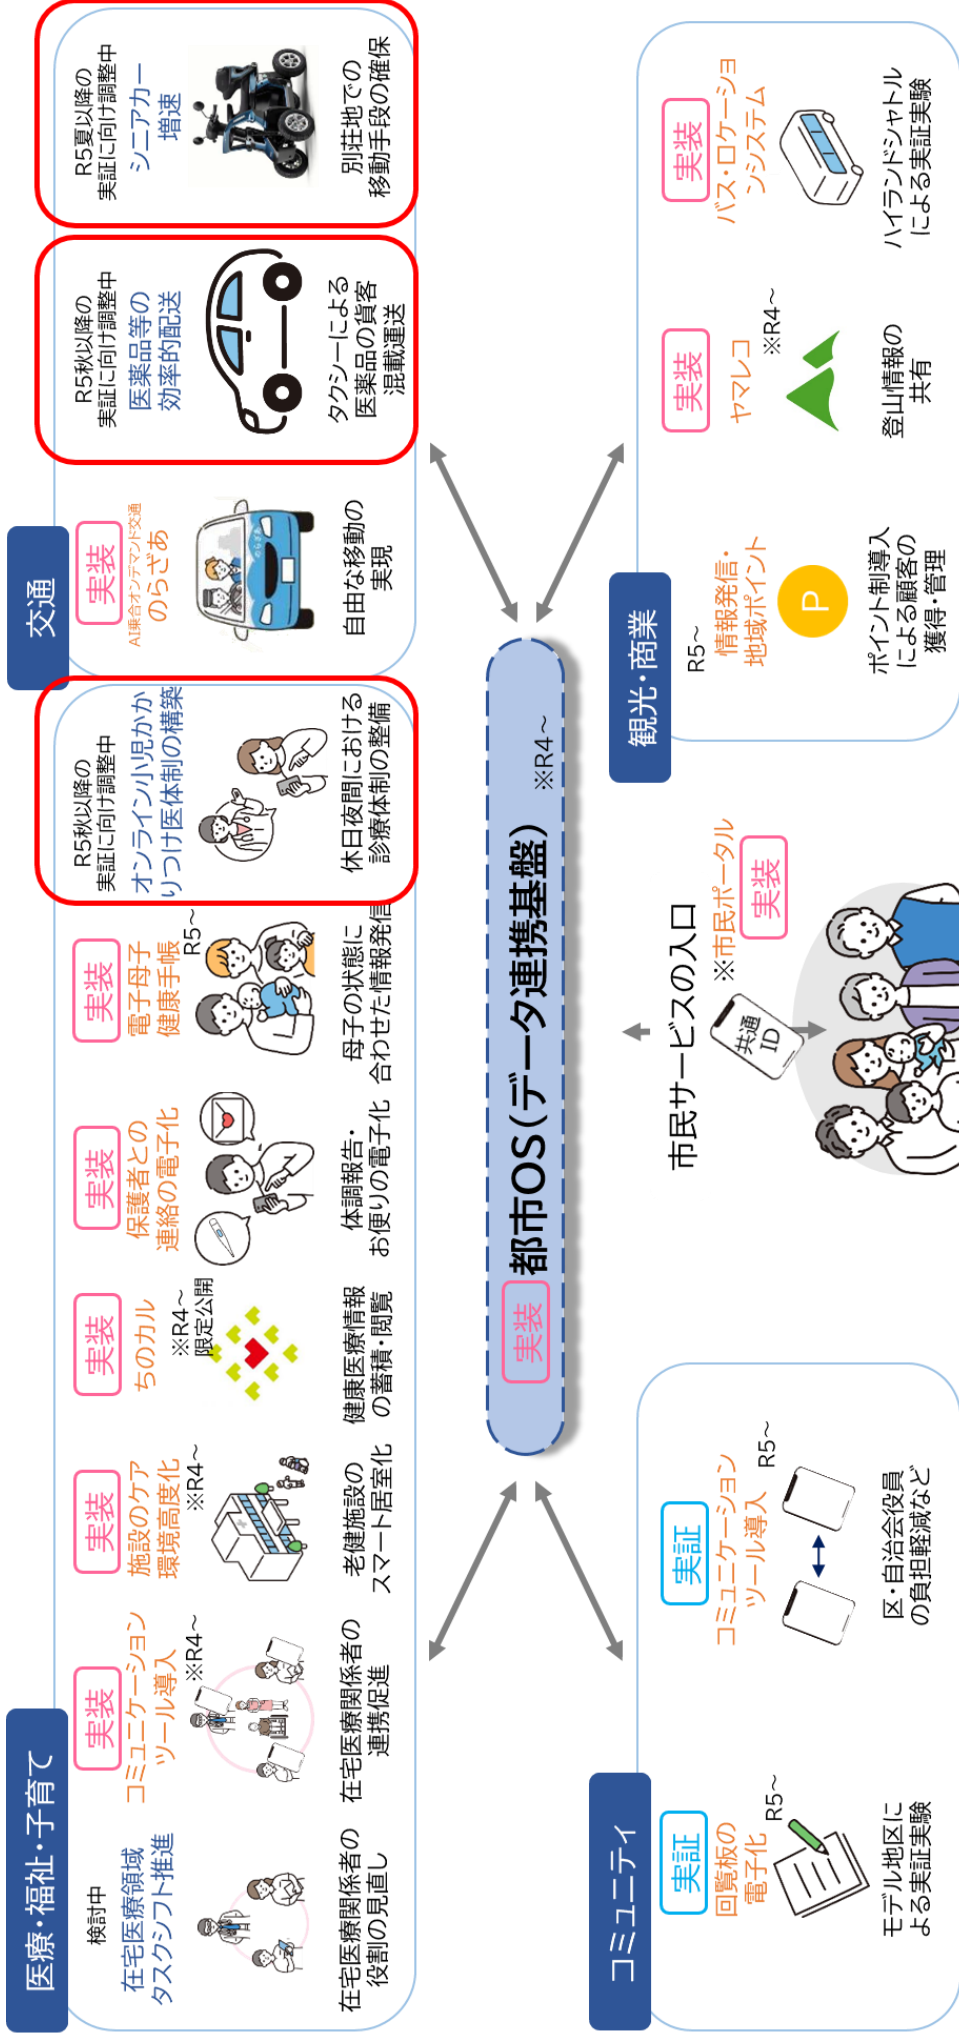 医療・福祉・子育て
検討中
在宅医療領域
タスクシフト推進
在宅医療関係者の
役割の見直し
実装
コミュニケーション
ツール導入
※R4～
在宅医療関係者の
連携促進
実装
施設のケア
環境高度化
※R4～
老健施設の
スマート居室化
実装
ちのカル
※R4～
限定公開
健康医療情報
の蓄積・閲覧
実装
保護者との
連絡の電子化
体調報告・
お便りの電子化
実装
電子母子
健康手帳
R5～
母子の状態に
合わせた情報発信
R5秋以降の
実証に向け調整中
オンライン小児かか
りつけ医体制の構築
休日夜間における
診療体制の整備
交通
実装
AI乗合オンデマンド交通
のらざあ
のらざあ
自由な移動の
実現
R5秋以降の
実証に向け調整中
医薬品等の
効率的配送
タクシーによる
医薬品の貨客
混載運送
R5夏以降の
実証に向け調整中
シニアカー
増速
別荘地での
移動手段の確保
実装
都市OS(データ連携基盤)
※R4～
コミュニティ
実証
回覧板の
電子化
R5～
モデル地区に
よる実証実験
実証
コミュニケーション
ツール導入
R5～
区・自治会役員
の負担軽減など
市民サービスの入口
※市民ポータル
実装
共通
ID
観光・商業
R5～
情報発信・
地域ポイント
P
ポイント制導入
による顧客の
獲得・管理
実装
ヤマレコ
※R4～
登山情報の
共有
実装
バス・ロケーショ
ンシステム
ハイランドシャトル
による実証実験